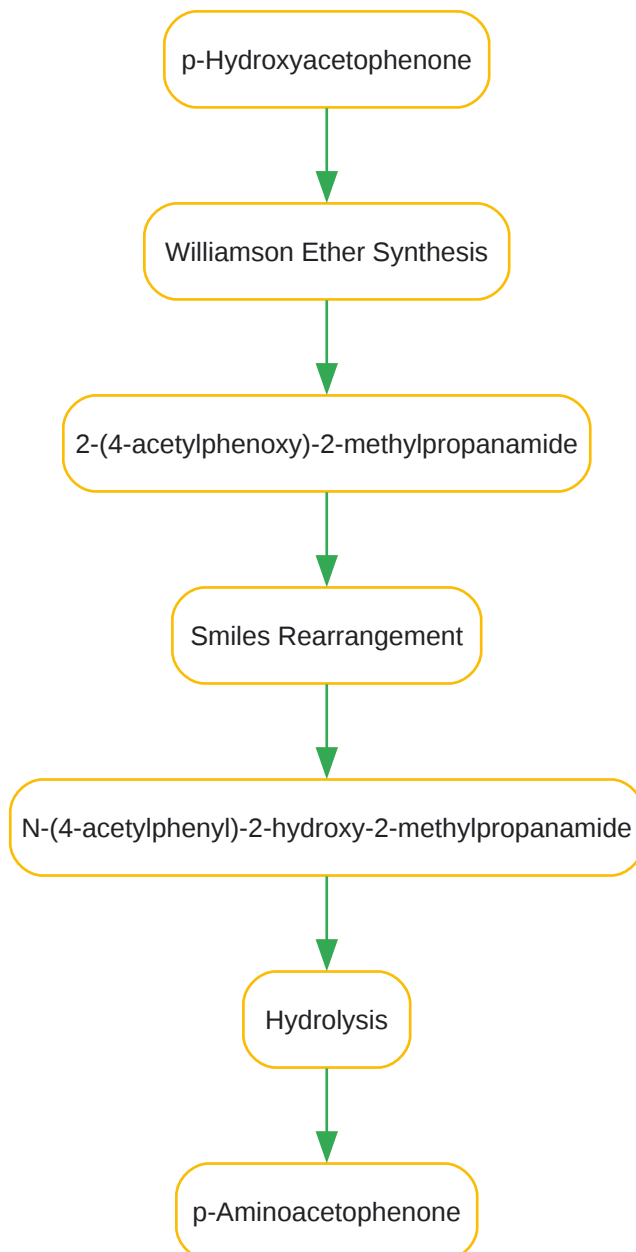 p-Hydroxyacetophenone
Williamson Ether Synthesis
2-(4-acetylphenoxy)-2-methylpropanamide
Smiles Rearrangement
N-(4-acetylphenyl)-2-hydroxy-2-methylpropanamide
Hydrolysis
p-Aminoacetophenone